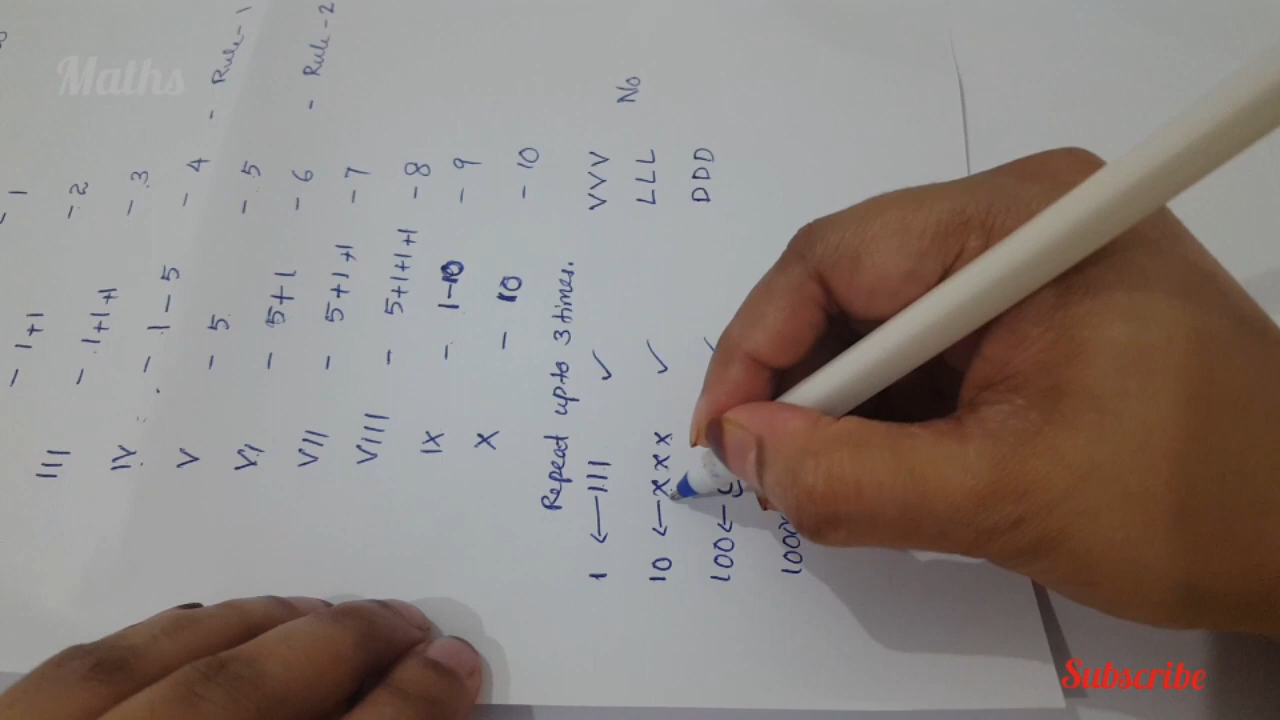 Maths
- 1
III - 1+1 - 2
- 1+1+1 - 3
IV - 1-5 - 4 - Rule-1
V - 5 - 5
VI - 5+1 - 6 - Rule-2
VII - 5+1+1 - 7
VIII - 5+1+1+1 - 8
IX - 1-10 - 9
X - 10 - 10
Repeat upto 3 times.
1 ← III ✓ VVV
10 ← XXX ✓ LLL No
100 ← DDD
1000
Subscribe